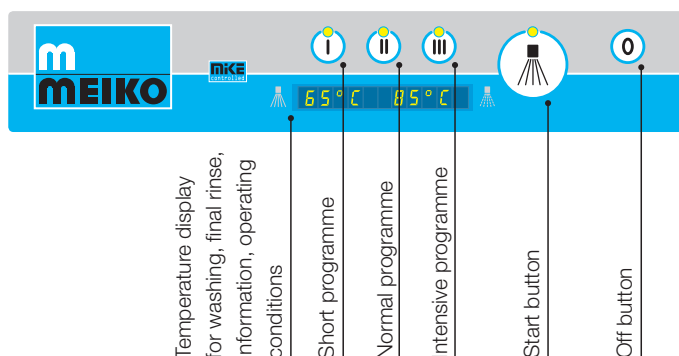 m
MEIKO
MIKE
controlled
I
II
III
0
65°C 85°C
Temperature display
for washing, final rinse,
information, operating
conditions
Short programme
Normal programme
Intensive programme
Start button
Off button